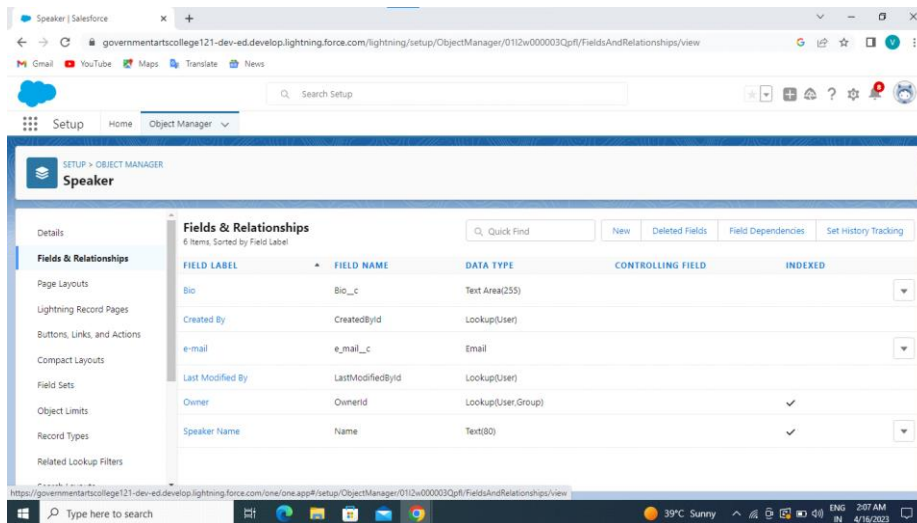 Speaker | Salesforce
governmentartscollege121-dev-ed.develop.lightning.force.com/lightning/setup/ObjectManager/01I2w000003Qpfl/FieldsAndRelationships/view
G
V
Gmail YouTube Maps Translate News
Search Setup
Setup Home Object Manager
SETUP > OBJECT MANAGER
Speaker
Details
Fields & Relationships
Page Layouts
Lightning Record Pages
Buttons, Links, and Actions
Compact Layouts
Field Sets
Object Limits
Record Types
Related Lookup Filters
Fields & Relationships
6 Items, Sorted by Field Label
Quick Find
New Deleted Fields Field Dependencies Set History Tracking
FIELD LABEL FIELD NAME DATA TYPE CONTROLLING FIELD INDEXED
Bio Bio__c Text Area(255)
Created By CreatedById Lookup(User)
e-mail e_mail__c Email
Last Modified By LastModifiedById Lookup(User)
Owner OwnerId Lookup(User,Group)
Speaker Name Name Text(80)
https://governmentartscollege121-dev-ed.develop.lightning.force.com/one/one.app#/setup/ObjectManager/01I2w000003Qpfl/FieldsAndRelationships/view
Type here to search
39°C Sunny
ENG
IN
2:07 AM
4/16/2023